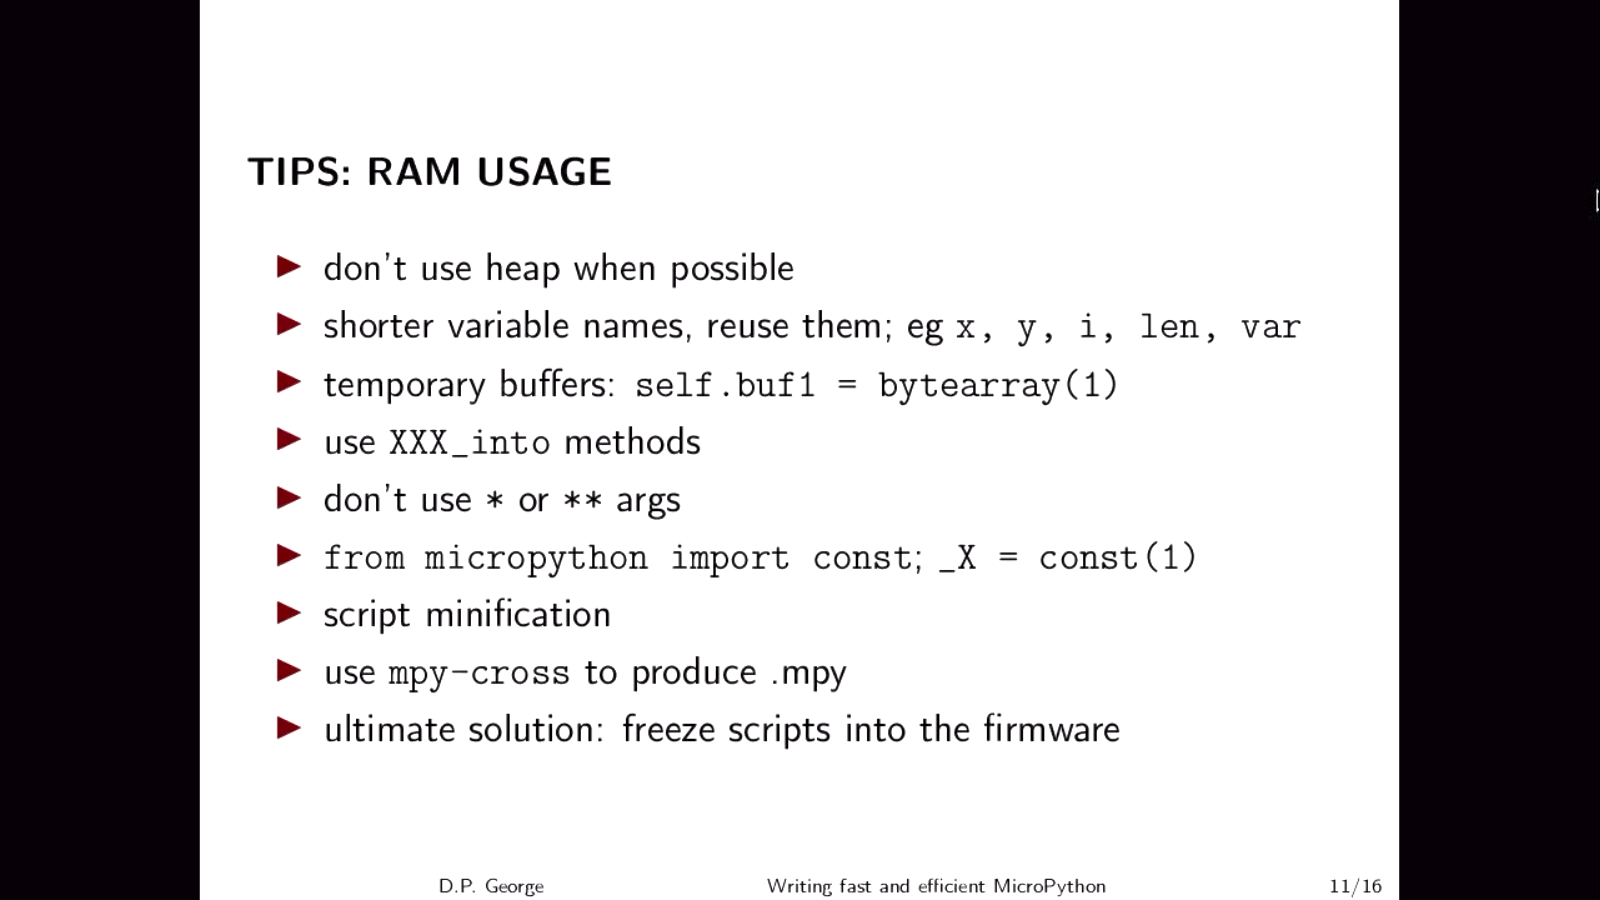 TIPS: RAM USAGE
don't use heap when possible
shorter variable names, reuse them; eg x, y, i, len, var
temporary buffers: self.buf1 = bytearray(1)
use XXX_into methods
don't use * or ** args
from micropython import const; _X = const(1)
script minification
use mpy-cross to produce .mpy
ultimate solution: freeze scripts into the firmware
D.P. George Writing fast and efficient MicroPython 11/16